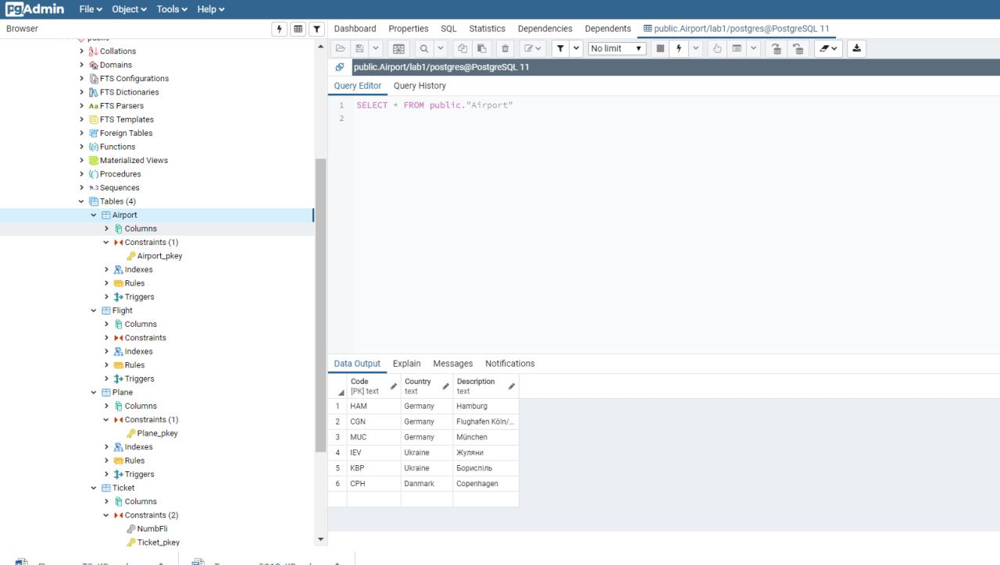 pgAdmin File Object Tools Help
Browser
Dashboard Properties SQL Statistics Dependencies Dependents public.Airport/lab1/postgres@PostgreSQL 11
public
Collations
Domains
FTS Configurations
FTS Dictionaries
Aa FTS Parsers
FTS Templates
Foreign Tables
Functions
Materialized Views
Procedures
1..3 Sequences
Tables (4)
Airport
Columns
Constraints (1)
Airport_pkey
Indexes
Rules
Triggers
Flight
Columns
Constraints
Indexes
Rules
Triggers
Plane
Columns
Constraints (1)
Plane_pkey
Indexes
Rules
Triggers
Ticket
Columns
Constraints (2)
NumbFli
Ticket_pkey
No limit
public.Airport/lab1/postgres@PostgreSQL 11
Query Editor Query History
1 SELECT * FROM public."Airport"
2
Data Output Explain Messages Notifications
Code Country Description
[PK] text text text
1 HAM Germany Hamburg
2 CGN Germany Flughafen Köln/...
3 MUC Germany München
4 IEV Ukraine Жуляни
5 KBP Ukraine Бориспіль
6 CPH Danmark Copenhagen